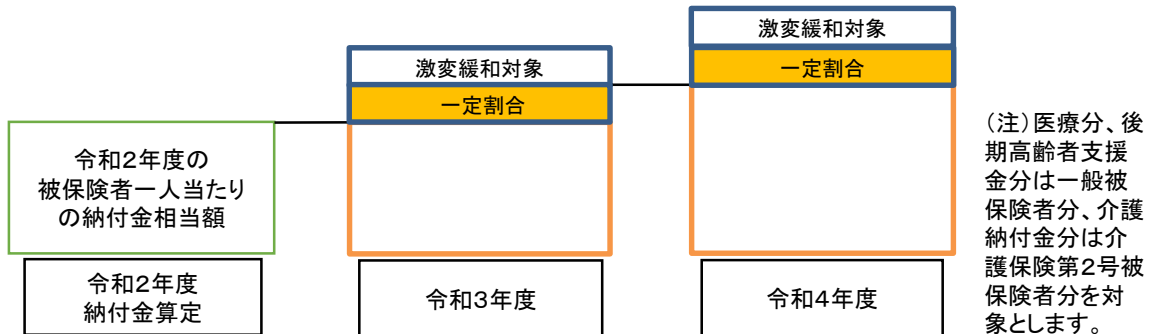 激変緩和対象
一定割合
激変緩和対象
一定割合
令和２年度の
被保険者一人当たり
の納付金相当額
令和２年度
納付金算定
令和３年度
令和４年度
（注）医療分、後
期高齢者支援
金分は一般被
保険者分、介護
納付金分は介
護保険第２号被
保険者分を対
象とします。